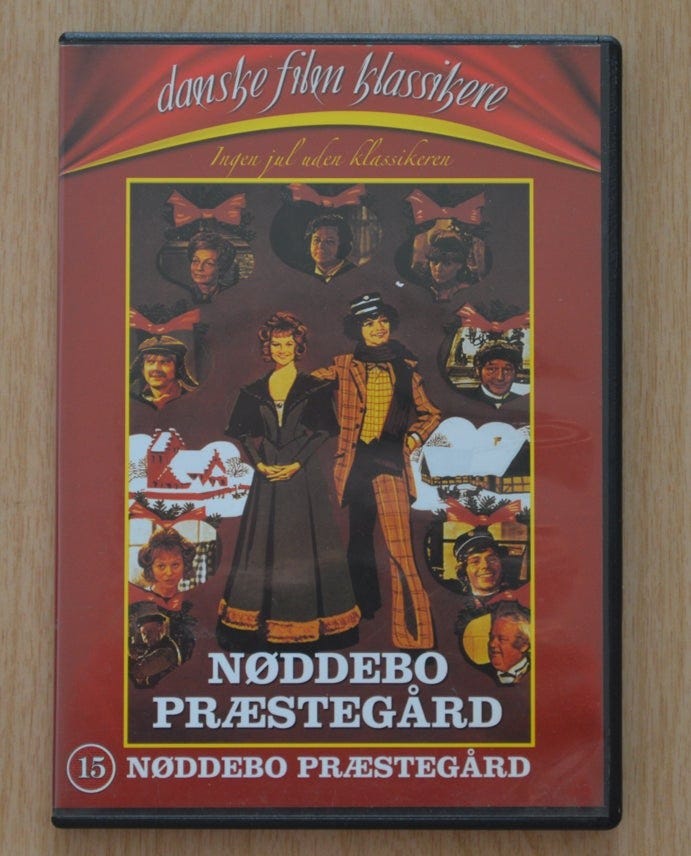 danske film klassikere
Ingen jul uden klassikeren
NØDDEBO
PRÆSTEGÅRD
15 NØDDEBO PRÆSTEGÅRD